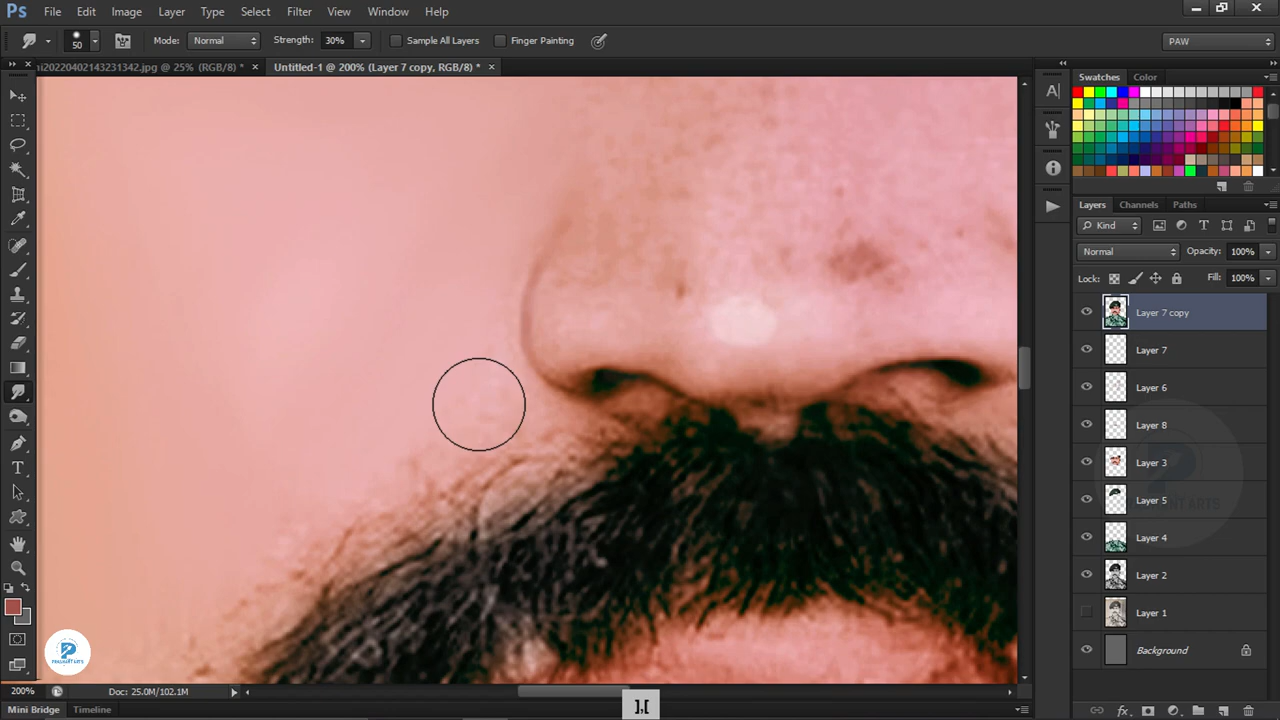 Ps File Edit Image Layer Type Select Filter View Window Help
50 Mode: Normal Strength: 30% Sample All Layers Finger Painting PAW
ni20220402143231342.jpg @ 25% (RGB/8) * × Untitled-1 @ 200% (Layer 7 copy, RGB/8) * ×
Swatches Color
Layers Channels Paths
Kind
Normal Opacity: 100%
Lock: Fill: 100%
Layer 7 copy
Layer 7
Layer 6
Layer 8
Layer 3
Layer 5
Layer 4
Layer 2
Layer 1
Background
200% Doc: 25.0M/102.1M
Mini Bridge Timeline
],[